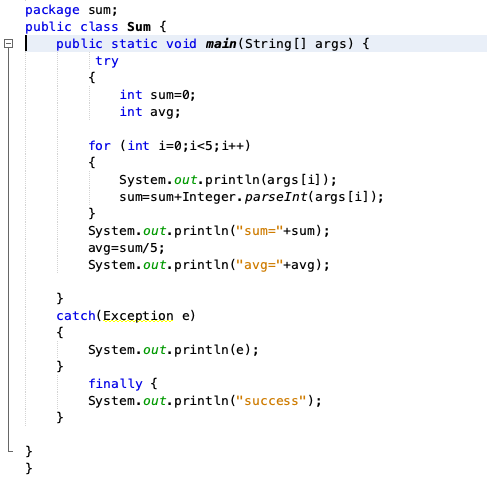 package sum;
public class Sum {
    public static void main(String[] args) {
         try
        {
            int sum=0;
            int avg;

        for (int i=0;i<5;i++)
        {
            System.out.println(args[i]);
            sum=sum+Integer.parseInt(args[i]);
        }
        System.out.println("sum="+sum);
        avg=sum/5;
        System.out.println("avg="+avg);

    }
    catch(Exception e)
    {
        System.out.println(e);
    }
        finally {
        System.out.println("success");
    }

}
}